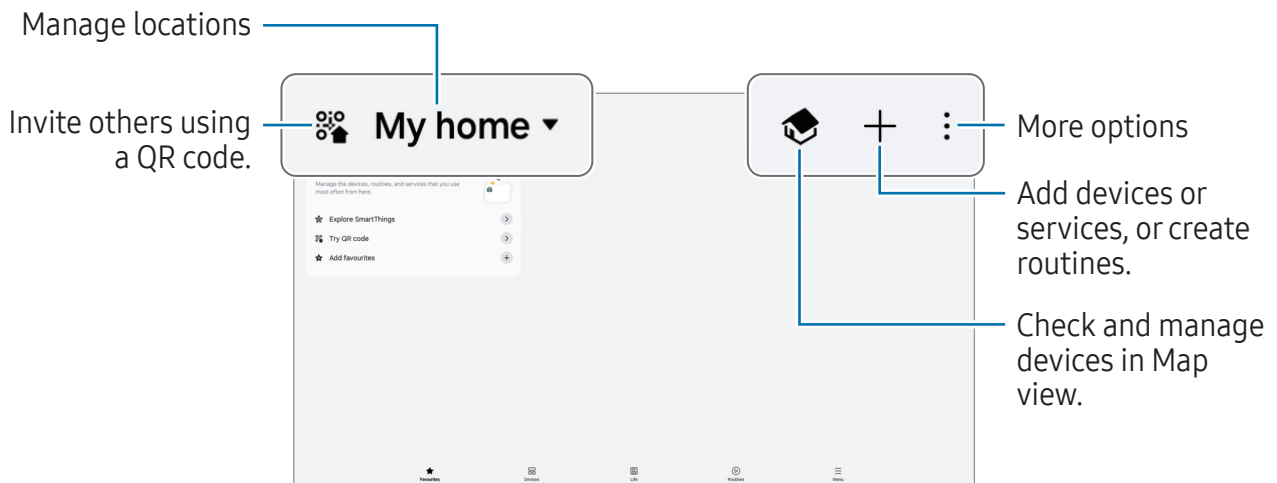 Manage locations
Invite others using
a QR code.
My home
More options
Add devices or
services, or create
routines.
Check and manage
devices in Map
view.
Manage the devices, routines, and services that you use
most often from here.
Explore SmartThings
Try QR code
Add favourites
Favourites
Devices
Life
Routines
Menu